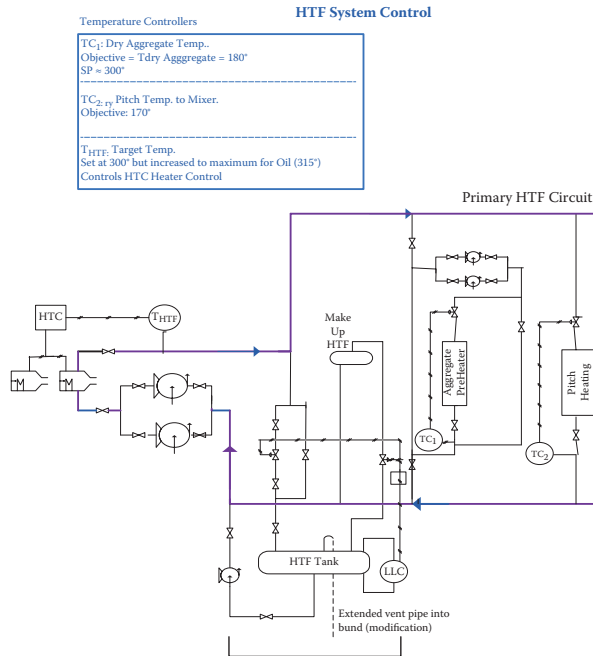 HTF System Control
Temperature Controllers
TC1: Dry Aggregate Temp..
Objective = Tdry Agggregate = 180°
SP ≈ 300°
TC2: ry Pitch Temp. to Mixer.
Objective: 170°
THTF: Target Temp.
Set at 300° but increased to maximum for Oil (315°)
Controls HTC Heater Control
Primary HTF Circuit
HTC
THTF
Make
Up
HTF
Aggregate
PreHeater
Pitch
Heating
M
M
TC1
TC2
HTF Tank
LLC
Extended vent pipe into
bund (modification)